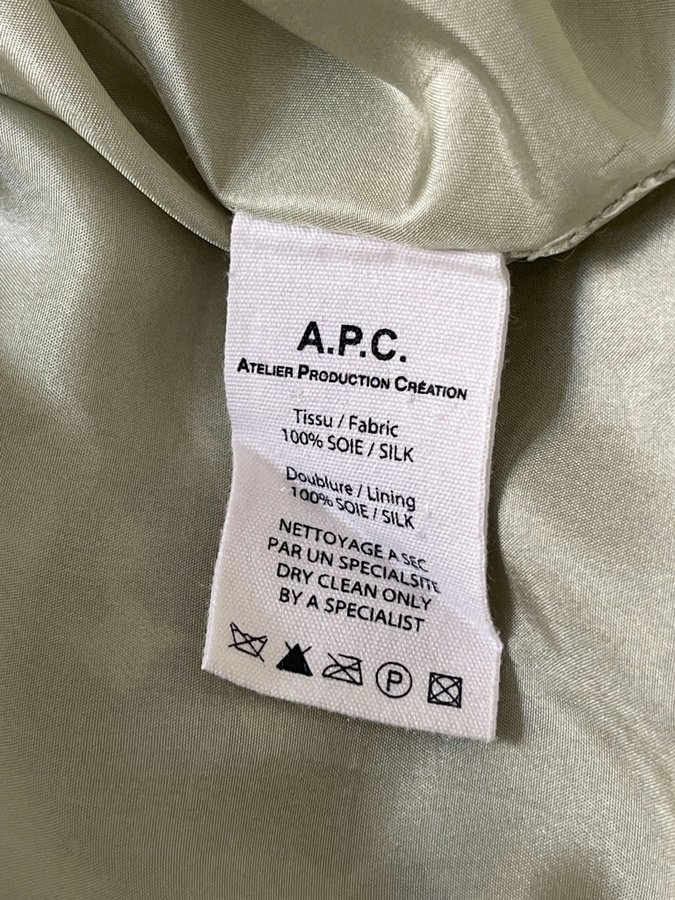 A.P.C.
ATELIER PRODUCTION CRÉATION
Tissu / Fabric
100% SOIE / SILK
Doublure / Lining
100% SOIE / SILK
NETTOYAGE A SEC
PAR UN SPECIALSITE
DRY CLEAN ONLY
BY A SPECIALIST
P